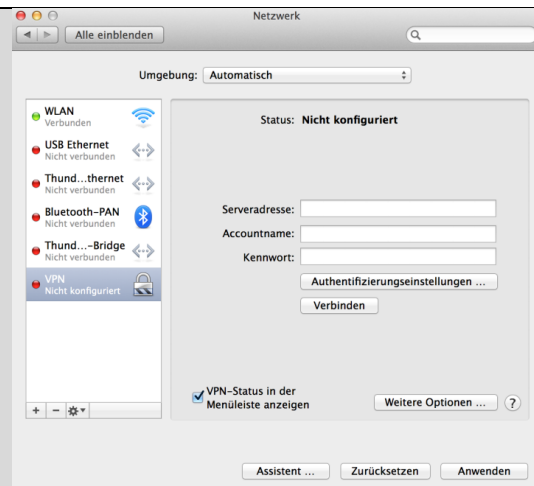 Netzwerk
Alle einblenden
Umgebung: Automatisch
WLAN
Verbunden
USB Ethernet
Nicht verbunden
Thund...thernet
Nicht verbunden
Bluetooth-PAN
Nicht verbunden
Thund...-Bridge
Nicht verbunden
VPN
Nicht konfiguriert
+ −
Status: Nicht konfiguriert
Serveradresse:
Accountname:
Kennwort:
Authentifizierungseinstellungen ...
Verbinden
VPN-Status in der
Menüleiste anzeigen
Weitere Optionen ... ?
Assistent ... Zurücksetzen Anwenden